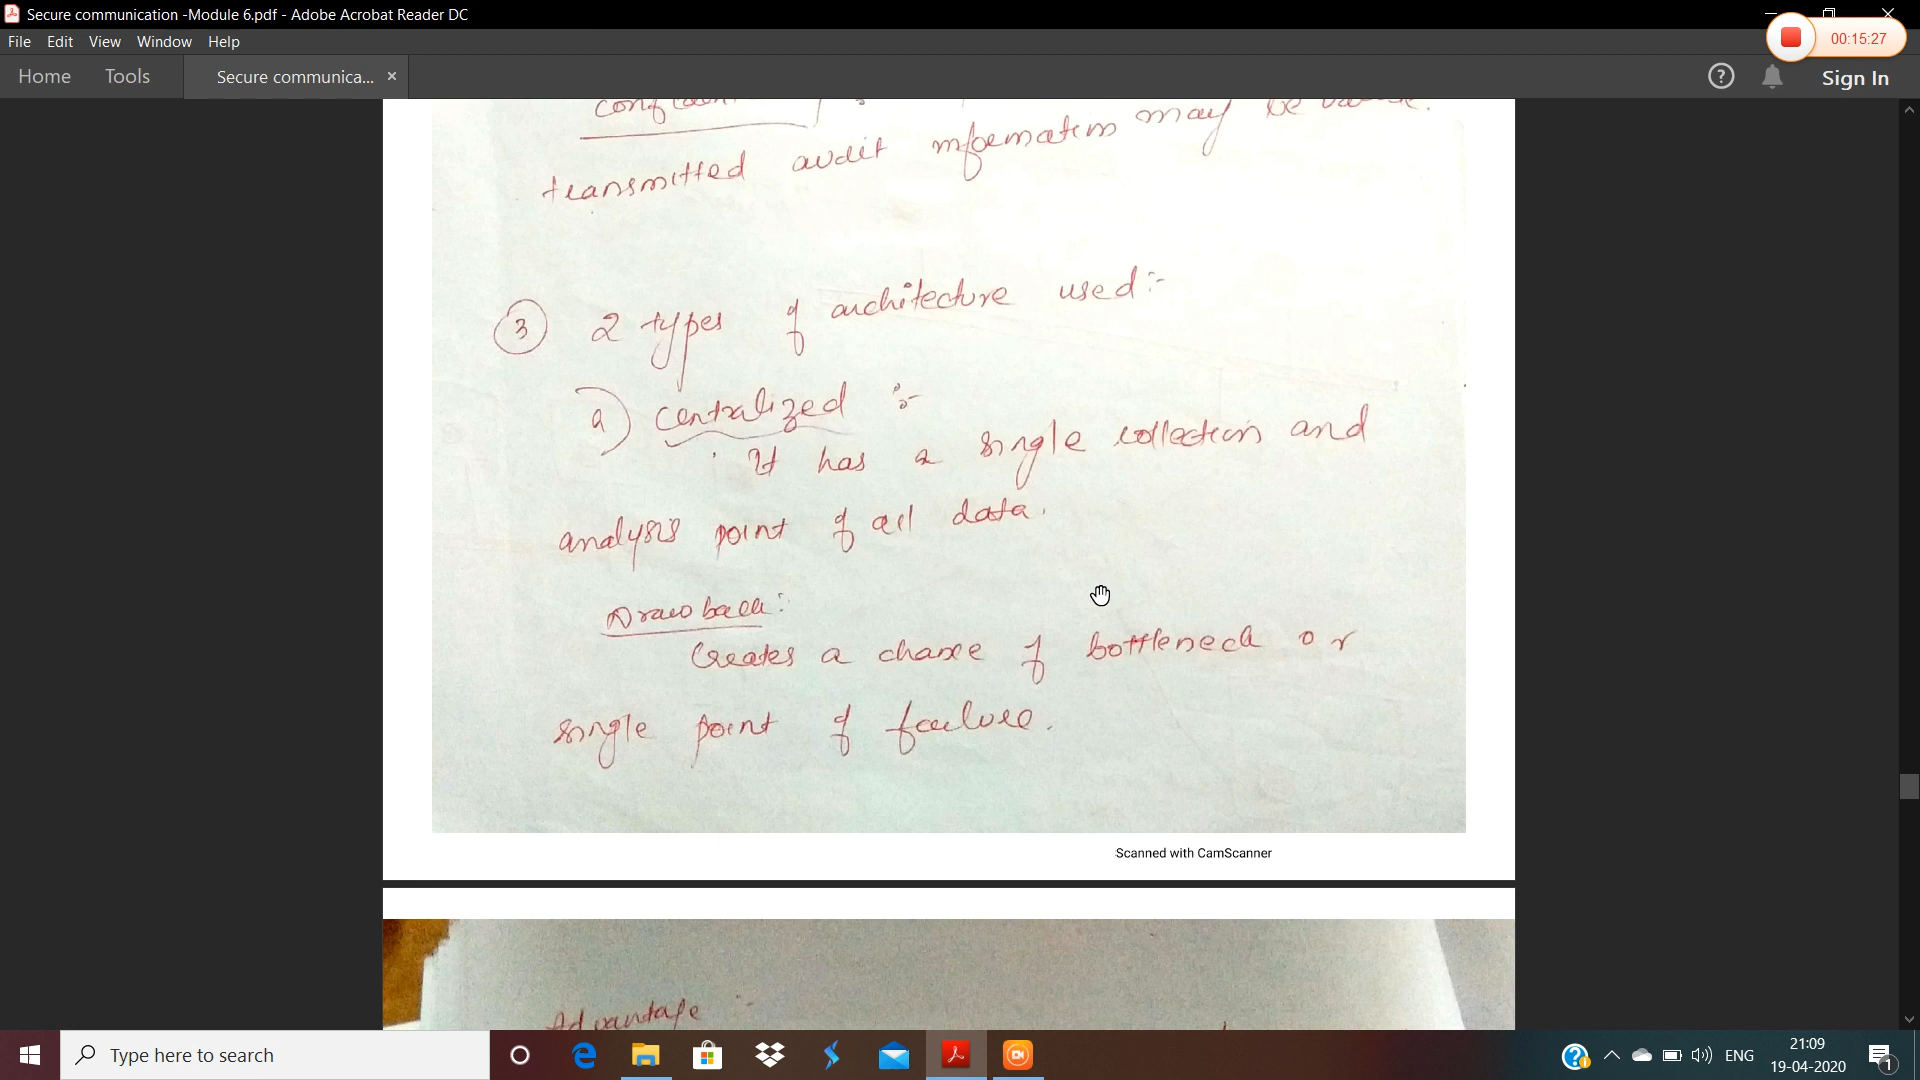 Secure communication -Module 6.pdf - Adobe Acrobat Reader DC
00:15:27
File Edit View Window Help
Home Tools Secure communica... × Sign In
transmitted audit information may be
3 2 types of architecture used :-
a) Centralized :-
It has a single collection and
analysis point of all data.
Drawback :
Creates a chance of bottleneck or
single point of failure.
Scanned with CamScanner
Advantage :-
Type here to search
ENG
21:09
19-04-2020
1